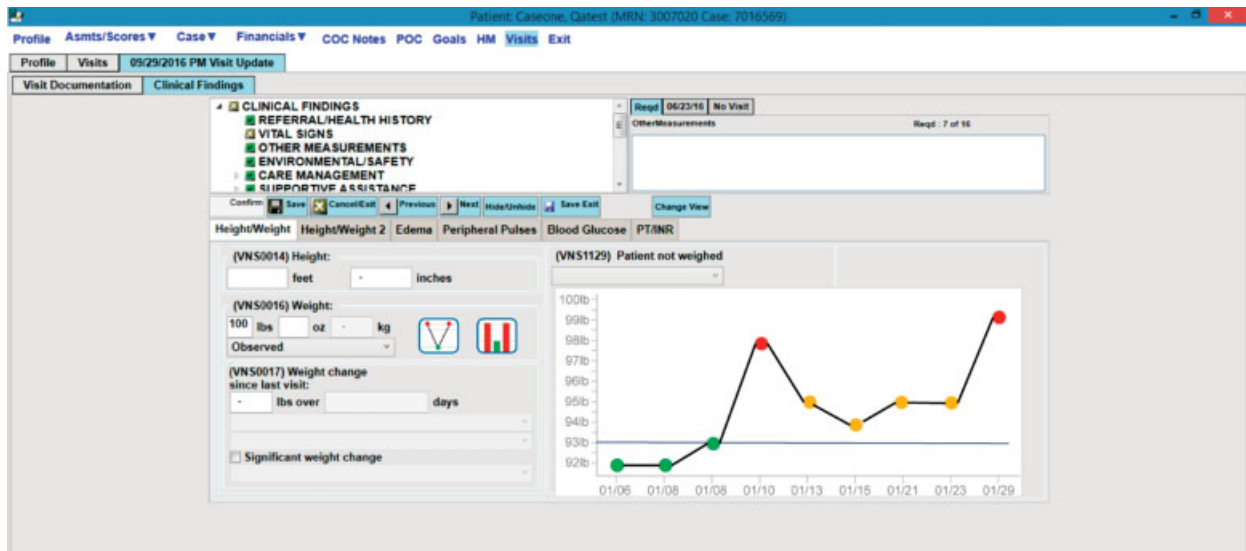 Patient: Caseone, Qatest (MRN: 3007020 Case: 7016569)
Profile Asmts/Scores▼ Case▼ Financials▼ COC Notes POC Goals HM Visits Exit
Profile Visits 09/29/2016 PM Visit Update
Visit Documentation Clinical Findings
CLINICAL FINDINGS
REFERRAL/HEALTH HISTORY
VITAL SIGNS
OTHER MEASUREMENTS
ENVIRONMENTAL/SAFETY
CARE MANAGEMENT
SUPPORTIVE ASSISTANCE
Reqd 06/23/16 No Visit
OtherMeasurements Reqd : 7 of 16
Confirm Save Cancel/Exit Previous Next Hide/Unhide Save Exit Change View
Height/Weight Height/Weight 2 Edema Peripheral Pulses Blood Glucose PT/INR
(VNS0014) Height:
feet - inches
(VNS0016) Weight:
100 lbs oz - kg
Observed
(VNS0017) Weight change
since last visit:
- lbs over days
Significant weight change
(VNS1129) Patient not weighed
100lb
99lb
98lb
97lb
96lb
95lb
94lb
93lb
92lb
01/06 01/08 01/08 01/10 01/13 01/15 01/21 01/23 01/29